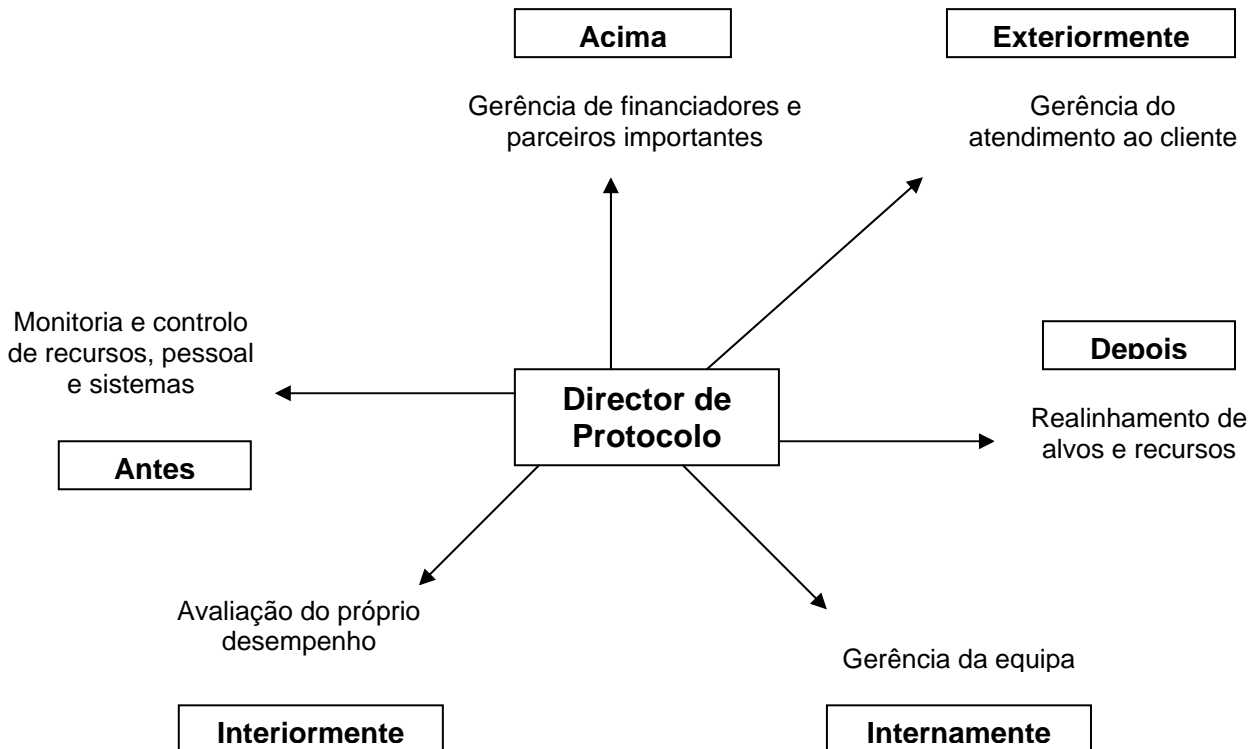 Acima
Exteriormente
Gerência de financiadores e
parceiros importantes
Gerência do
atendimento ao cliente
Monitoria e controlo
de recursos, pessoal
e sistemas
Depois
Director de
Protocolo
Realinhamento de
alvos e recursos
Antes
Avaliação do próprio
desempenho
Gerência da equipa
Interiormente
Internamente